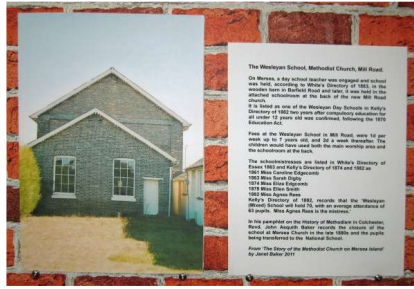 The Wesleyan School, Methodist Church, Mill Road.
On Mersea, a day school teacher was engaged and school
was held, according to White's Directory of 1863, in the
wooden barn in Barfield Road and later, it was held in the
attached schoolroom at the back of the new Mill Road
church.
It is listed as one of the Wesleyan Day Schools in Kelly's
Directory of 1882 two years after compulsory education for
all under 12 years old was confirmed, following the 1870
Education Act.
Fees at the Wesleyan School in Mill Road, were 1d per
week up to 7 years old, and 2d a week thereafter. The
children would have used both the main worship area and
the schoolroom at the back.
The schoolmistresses are listed in White's Directory of
Essex 1863 and Kelly's Directory of 1874 and 1882 as
1861 Miss Caroline Edgecomb
1863 Miss Sarah Digby
1874 Miss Eliza Edgecomb
1878 Miss Ellen Smith
1882 Miss Agnes Rass
Kelly's Directory of 1882, records that the 'Wesleyan
(Mixed) School will hold 70, with an average attendance of
63 pupils. Miss Agnes Rass is the mistress.'
In his pamphlet on the History of Methodism in Colchester,
Revd. John Asquith Baker records the closure of the
school at Mersea Church in the late 1880s and the pupils
being transferred to the National School.
From 'The Story of the Methodist Church on Mersea Island'
by Janet Baker 2011